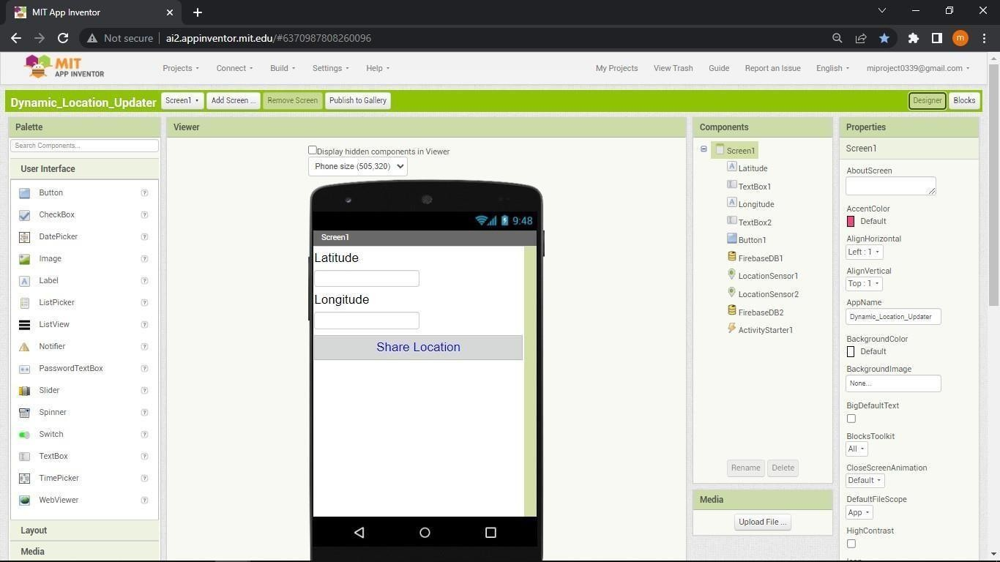 MIT App Inventor
Not secure
ai2.appinventor.mit.edu/#6370987808260096
m
MIT
APP INVENTOR
Projects
Connect
Build
Settings
Help
My Projects
View Trash
Guide
Report an Issue
English
miproject0339@gmail.com
Dynamic_Location_Updater
Screen1
Add Screen ...
Remove Screen
Publish to Gallery
Designer
Blocks
Palette
Search Components...
User Interface
Button
CheckBox
DatePicker
Image
Label
ListPicker
ListView
Notifier
PasswordTextBox
Slider
Spinner
Switch
TextBox
TimePicker
WebViewer
Layout
Media
Viewer
Display hidden components in Viewer
Phone size (505,320)
9:48
Screen1
Latitude
Longitude
Share Location
Components
Screen1
Latitude
TextBox1
Longitude
TextBox2
Button1
FirebaseDB1
LocationSensor1
LocationSensor2
FirebaseDB2
ActivityStarter1
Rename
Delete
Media
Upload File ...
Properties
Screen1
AboutScreen
AccentColor
Default
AlignHorizontal
Left : 1
AlignVertical
Top : 1
AppName
Dynamic_Location_Updater
BackgroundColor
Default
BackgroundImage
None...
BigDefaultText
BlocksToolkit
All
CloseScreenAnimation
Default
DefaultFileScope
App
HighContrast